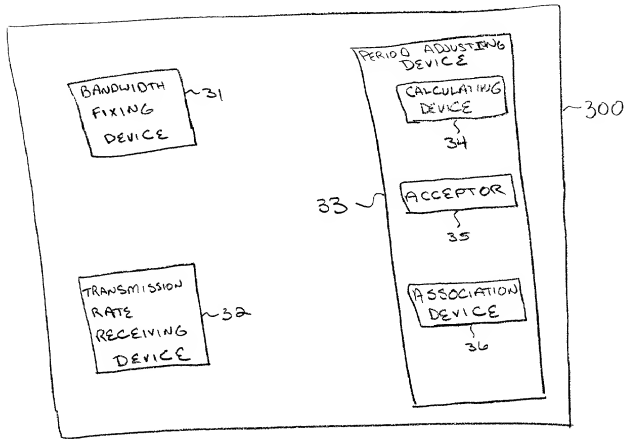 BANDWIDTH
FIXING
DEVICE
31
TRANSMISSION
RATE
RECEIVING
DEVICE
32
PERIOD ADJUSTING
DEVICE
CALCULATING
DEVICE
34
33
ACCEPTOR
35
ASSOCIATION
DEVICE
36
300